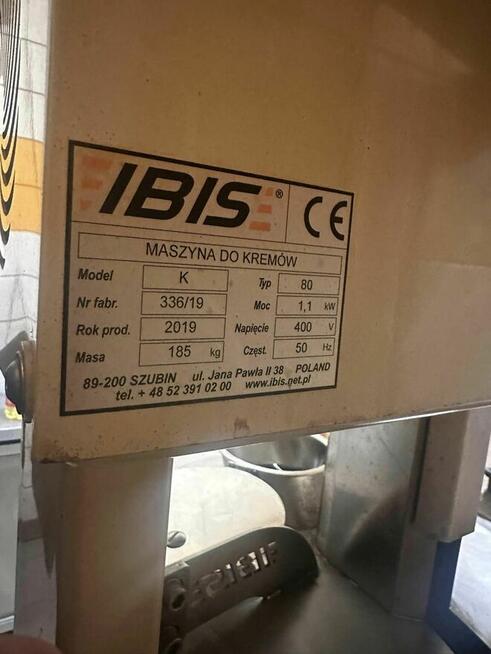 IBIS ® CE
MASZYNA DO KREMÓW
Model K Typ 80
Nr fabr. 336/19 Moc 1,1 kW
Rok prod. 2019 Napięcie 400 V
Masa 185 kg Częst. 50 Hz
89-200 SZUBIN ul. Jana Pawła II 38 POLAND
tel. + 48 52 391 02 00 www.ibis.net.pl
IBIS